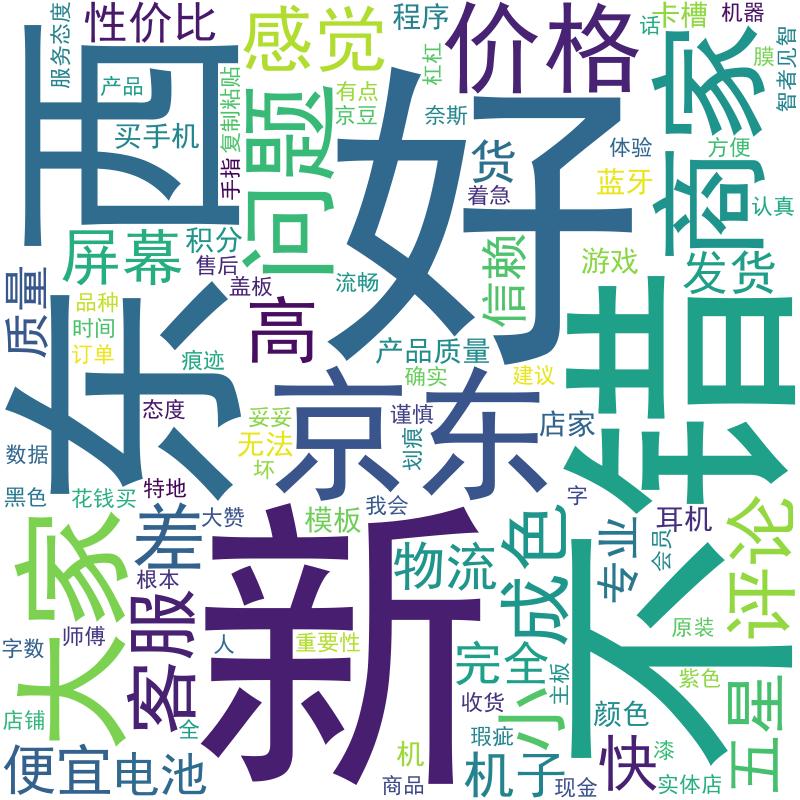 服务态度
性价比
感觉
程序
价格
话
卡槽
机器
膜
智者见智
东西
产品
买手机
复制粘贴
手指
有点
京豆
杠杠
奈斯
好
货
着急
体验
蓝牙
商家
方便
认真
问题
屏幕
积分
售后
盖板
流畅
信赖
游戏
发货
质量
品种
时间
订单
痕迹
高
产品质量
确实
建议
不错
京东
态度
妥妥
无法
坏
谨慎
划痕
店家
数据
黑色
花钱买
特地
大赞
模板
我会
字
耳机
会员
评论
大家
差
新
物流
成色
专业
根本
客服
字数
师傅
人
重要性
完全
小
主板
原装
紫色
五星
店铺
全
收货
颜色
瑕疵
漆
便宜
电池
机
商品
机子
现金
快
实体店